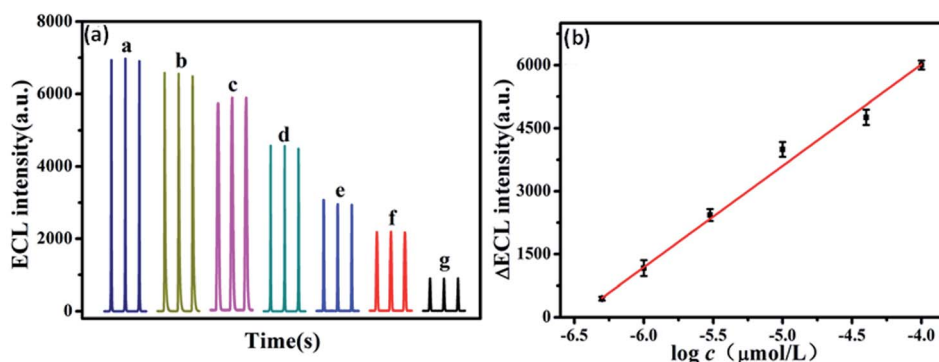 (a)
ECL intensity(a.u.)
8000
6000
4000
2000
0
a
b
c
d
e
f
g
Time(s)
(b)
ΔECL intensity(a.u.)
6000
4500
3000
1500
0
-6.5 -6.0 -5.5 -5.0 -4.5 -4.0
log c（μmol/L）